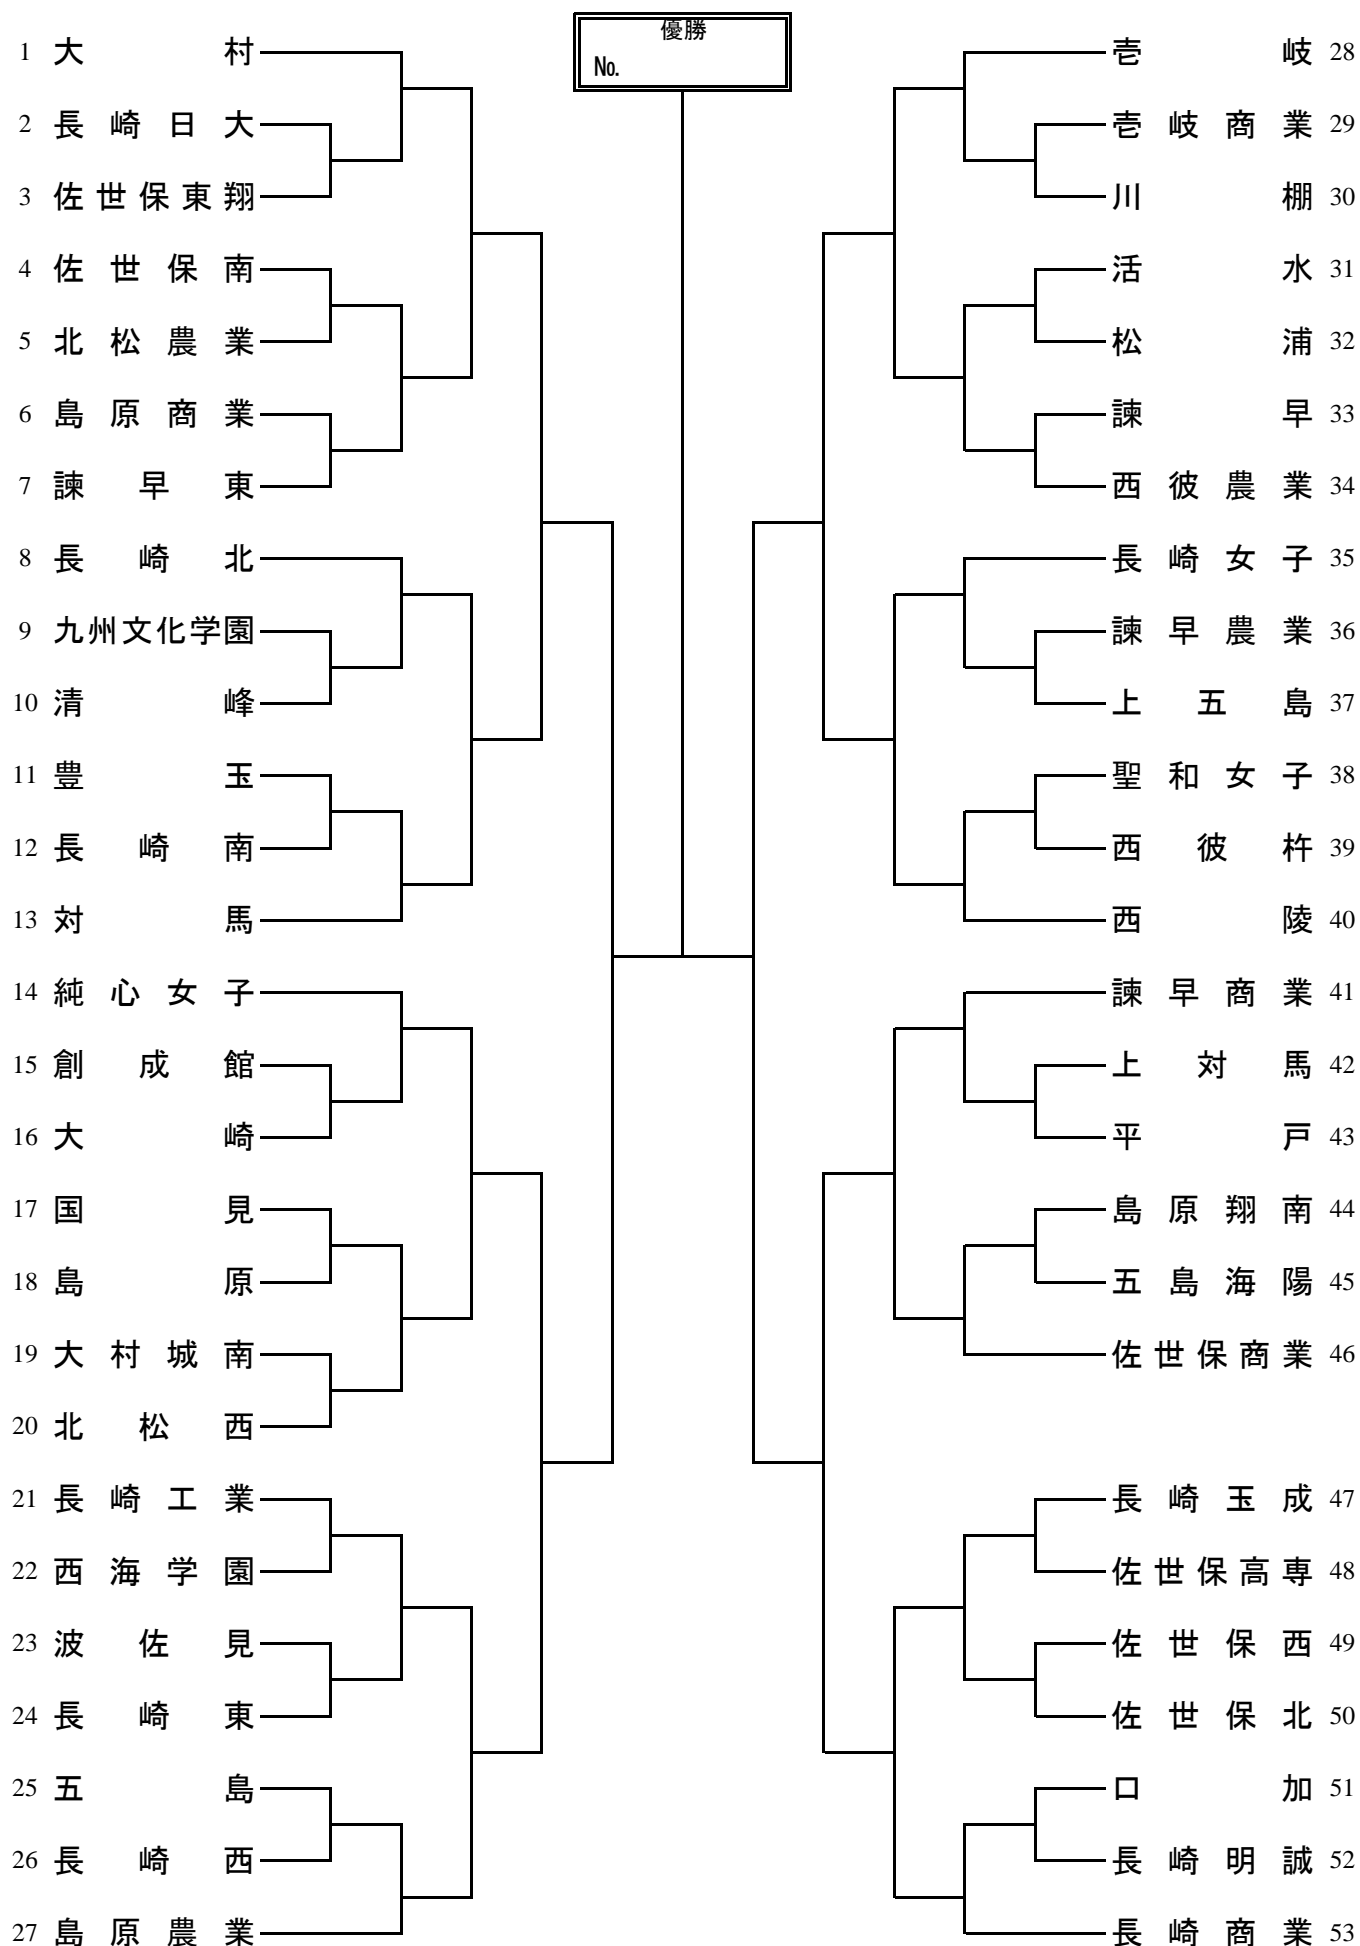 優勝
№
1 大村
2 長崎日大
3 佐世保東翔
4 佐世保南
5 北松農業
6 島原商業
7 諫早東
8 長崎北
9 九州文化学園
10 清峰
11 豊玉
12 長崎南
13 対馬
14 純心女子
15 創成館
16 大崎
17 国見
18 島原
19 大村城南
20 北松西
21 長崎工業
22 西海学園
23 波佐見
24 長崎東
25 五島
26 長崎西
27 島原農業
壱岐 28
壱岐商業 29
川棚 30
活水 31
松浦 32
諫早 33
西彼農業 34
長崎女子 35
諫早農業 36
上五島 37
聖和女子 38
西彼杵 39
西陵 40
諫早商業 41
上対馬 42
平戸 43
島原翔南 44
五島海陽 45
佐世保商業 46
長崎玉成 47
佐世保高専 48
佐世保西 49
佐世保北 50
口加 51
長崎明誠 52
長崎商業 53